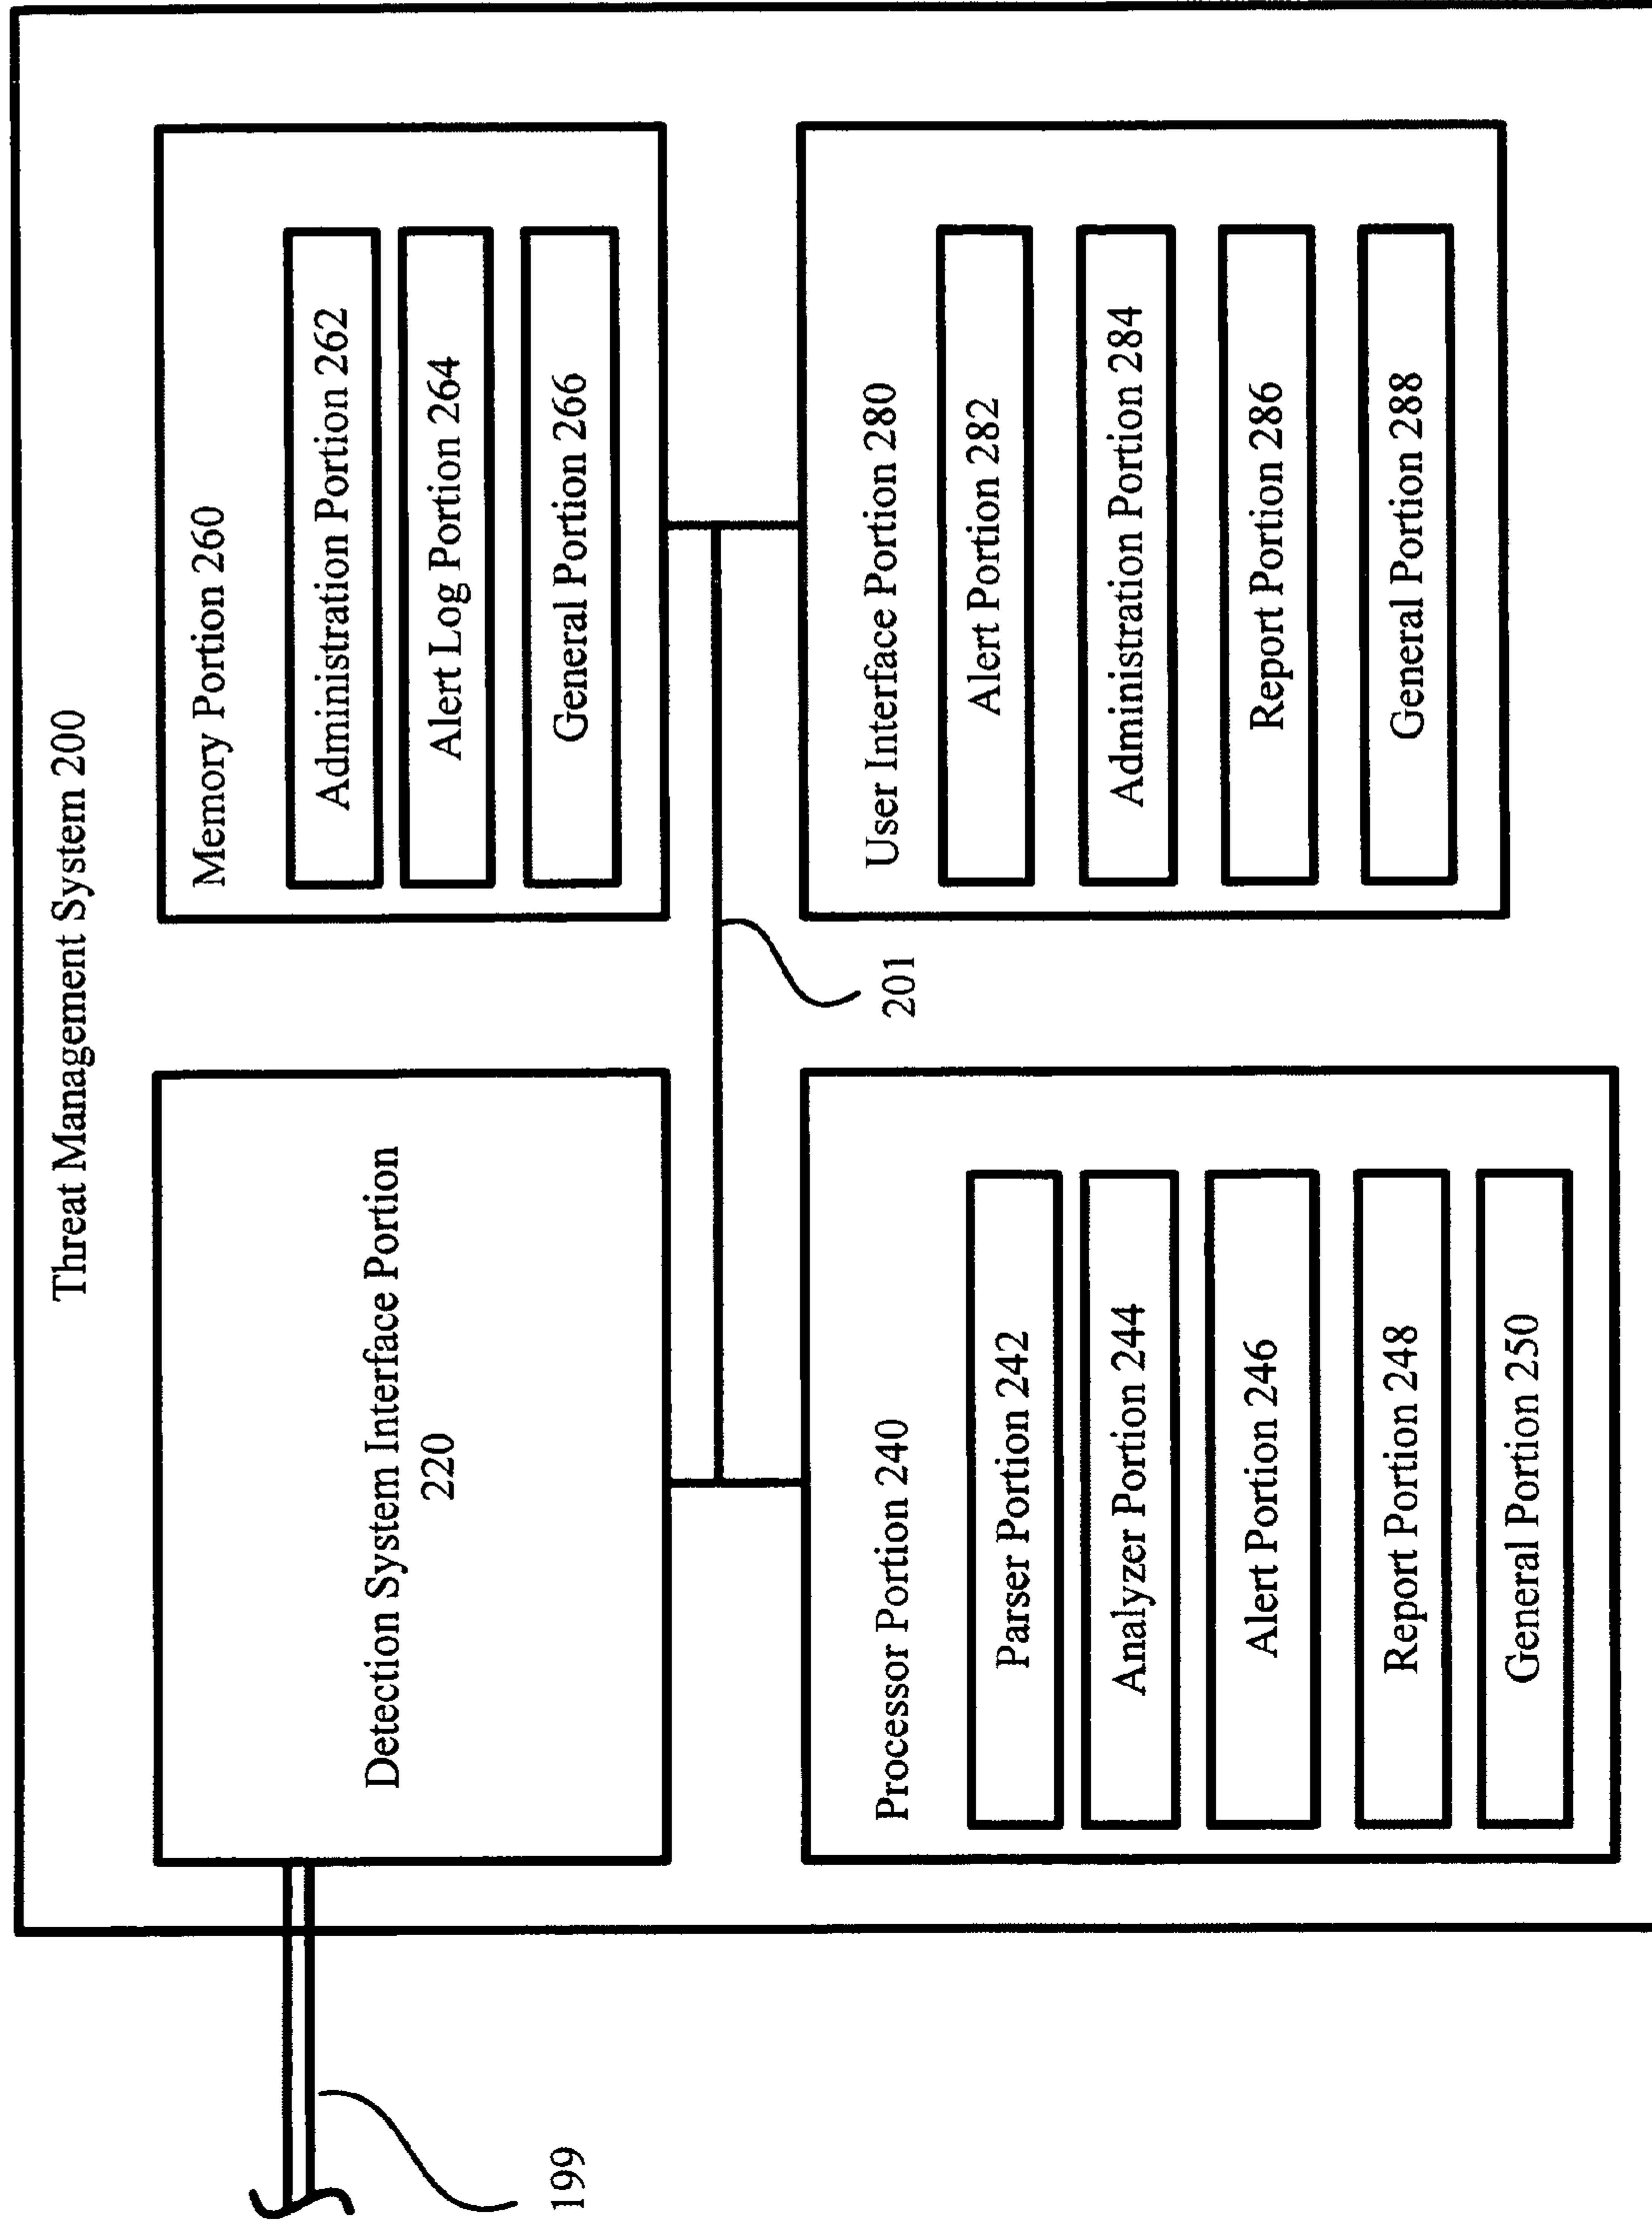 Threat Management System 200
Detection System Interface Portion
220
Memory Portion 260
Administration Portion 262
Alert Log Portion 264
General Portion 266
199
201
Processor Portion 240
Parser Portion 242
Analyzer Portion 244
Alert Portion 246
Report Portion 248
General Portion 250
User Interface Portion 280
Alert Portion 282
Administration Portion 284
Report Portion 286
General Portion 288